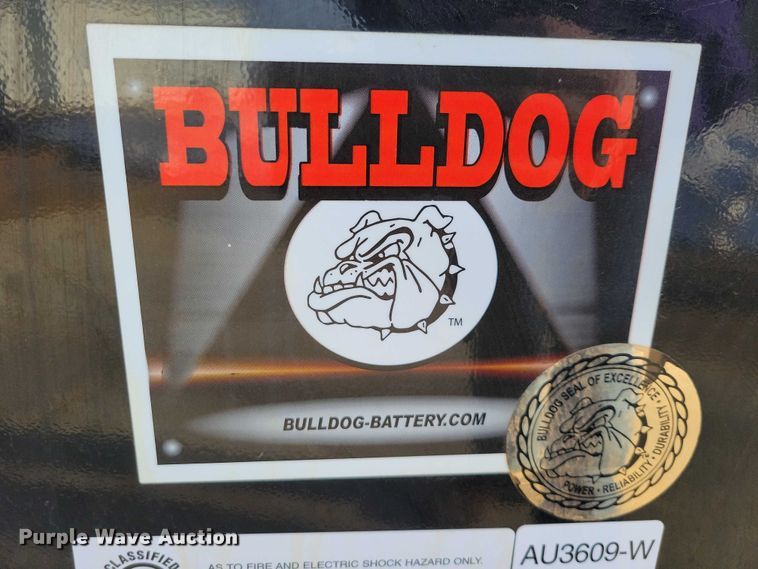 BULLDOG
TM
BULLDOG-BATTERY.COM
BULLDOG SEAL OF EXCELLENCE
POWER • RELIABILITY • DURABILITY •
Purple Wave Auction
CLASSIFIED
AS TO FIRE AND ELECTRIC SHOCK HAZARD ONLY.
AU3609-W